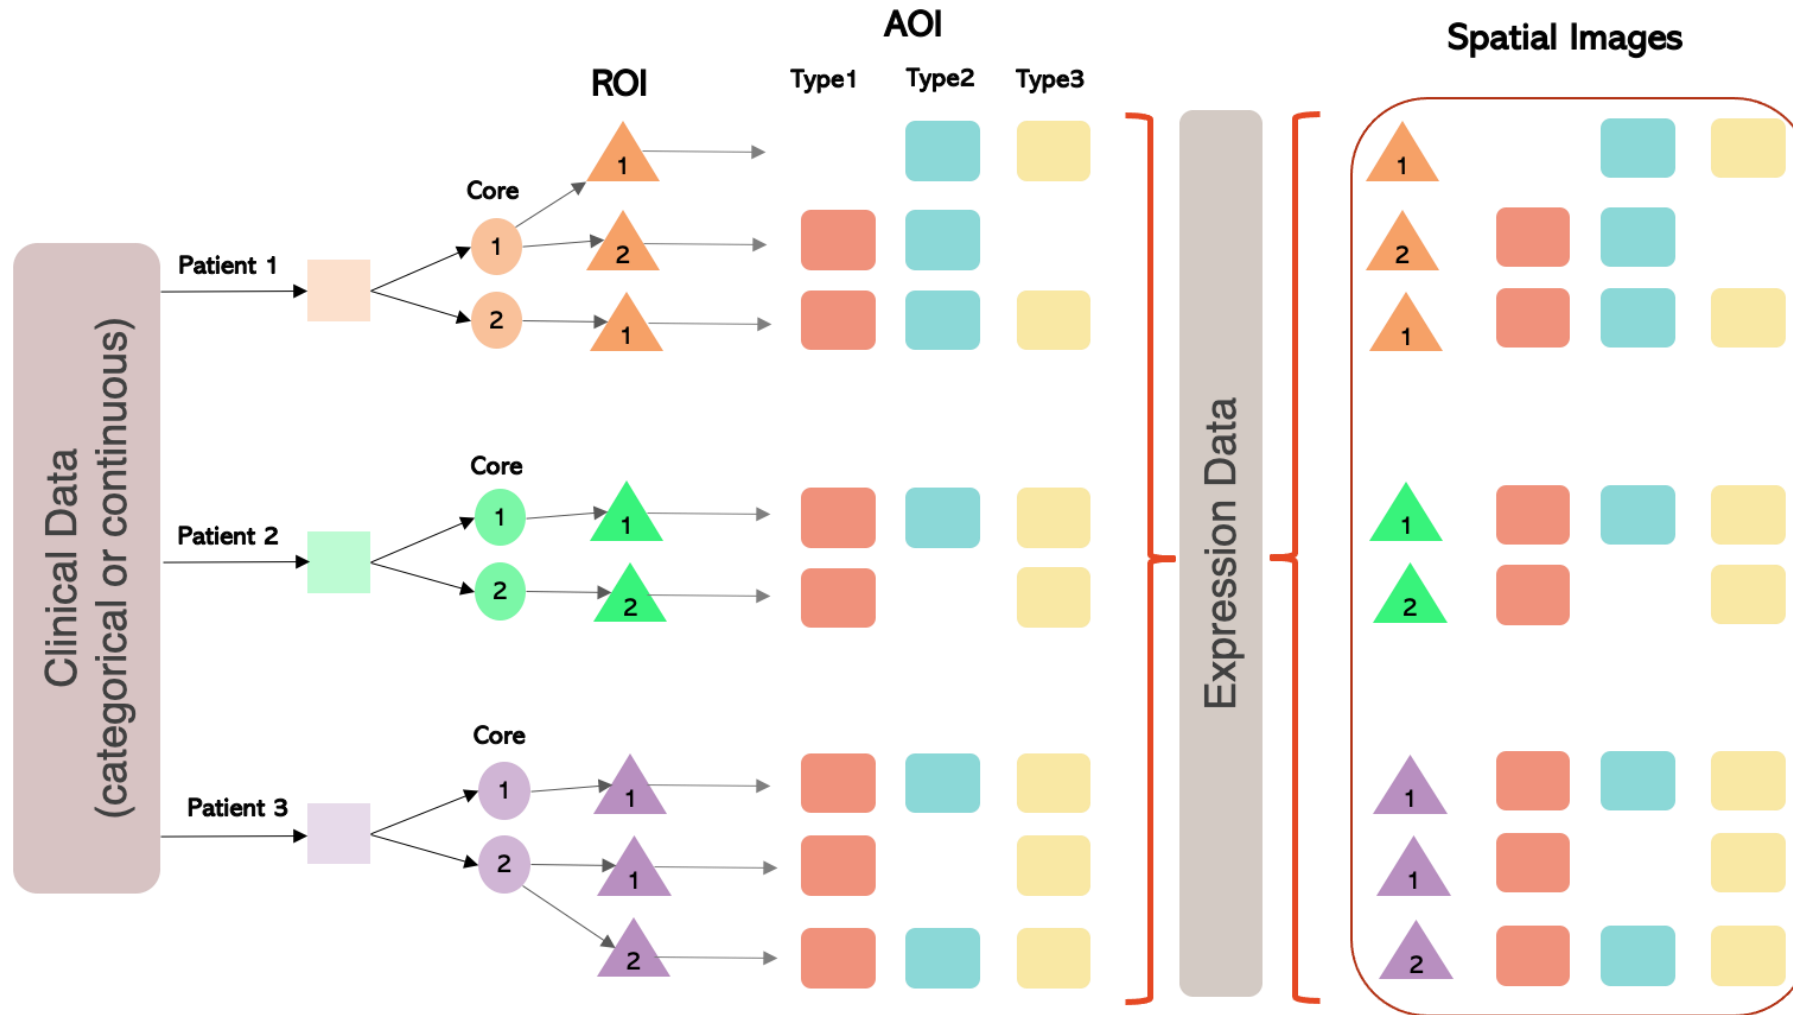 AOI
Spatial Images
ROI
Type1 Type2 Type3
Clinical Data
(categorical or continuous)
Expression Data
Patient 1
Core
1
2
1
2
1
1
2
1
Patient 2
Core
1
2
1
2
1
2
Patient 3
Core
1
2
1
1
2
1
1
2